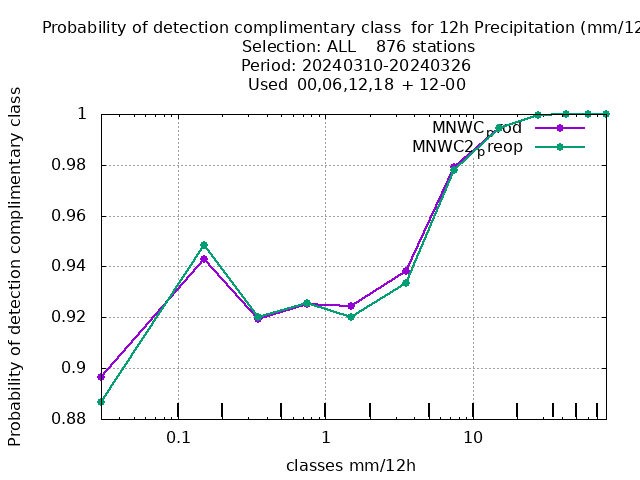 Probability of detection complimentary class  for 12h Precipitation (mm/12
Selection: ALL    876 stations
Period: 20240310-20240326
Used  00,06,12,18  + 12-00
Probability of detection complimentary class
1
0.98
0.96
0.94
0.92
0.9
0.88
MNWCprod
MNWC2preop
0.1
1
10
classes mm/12h